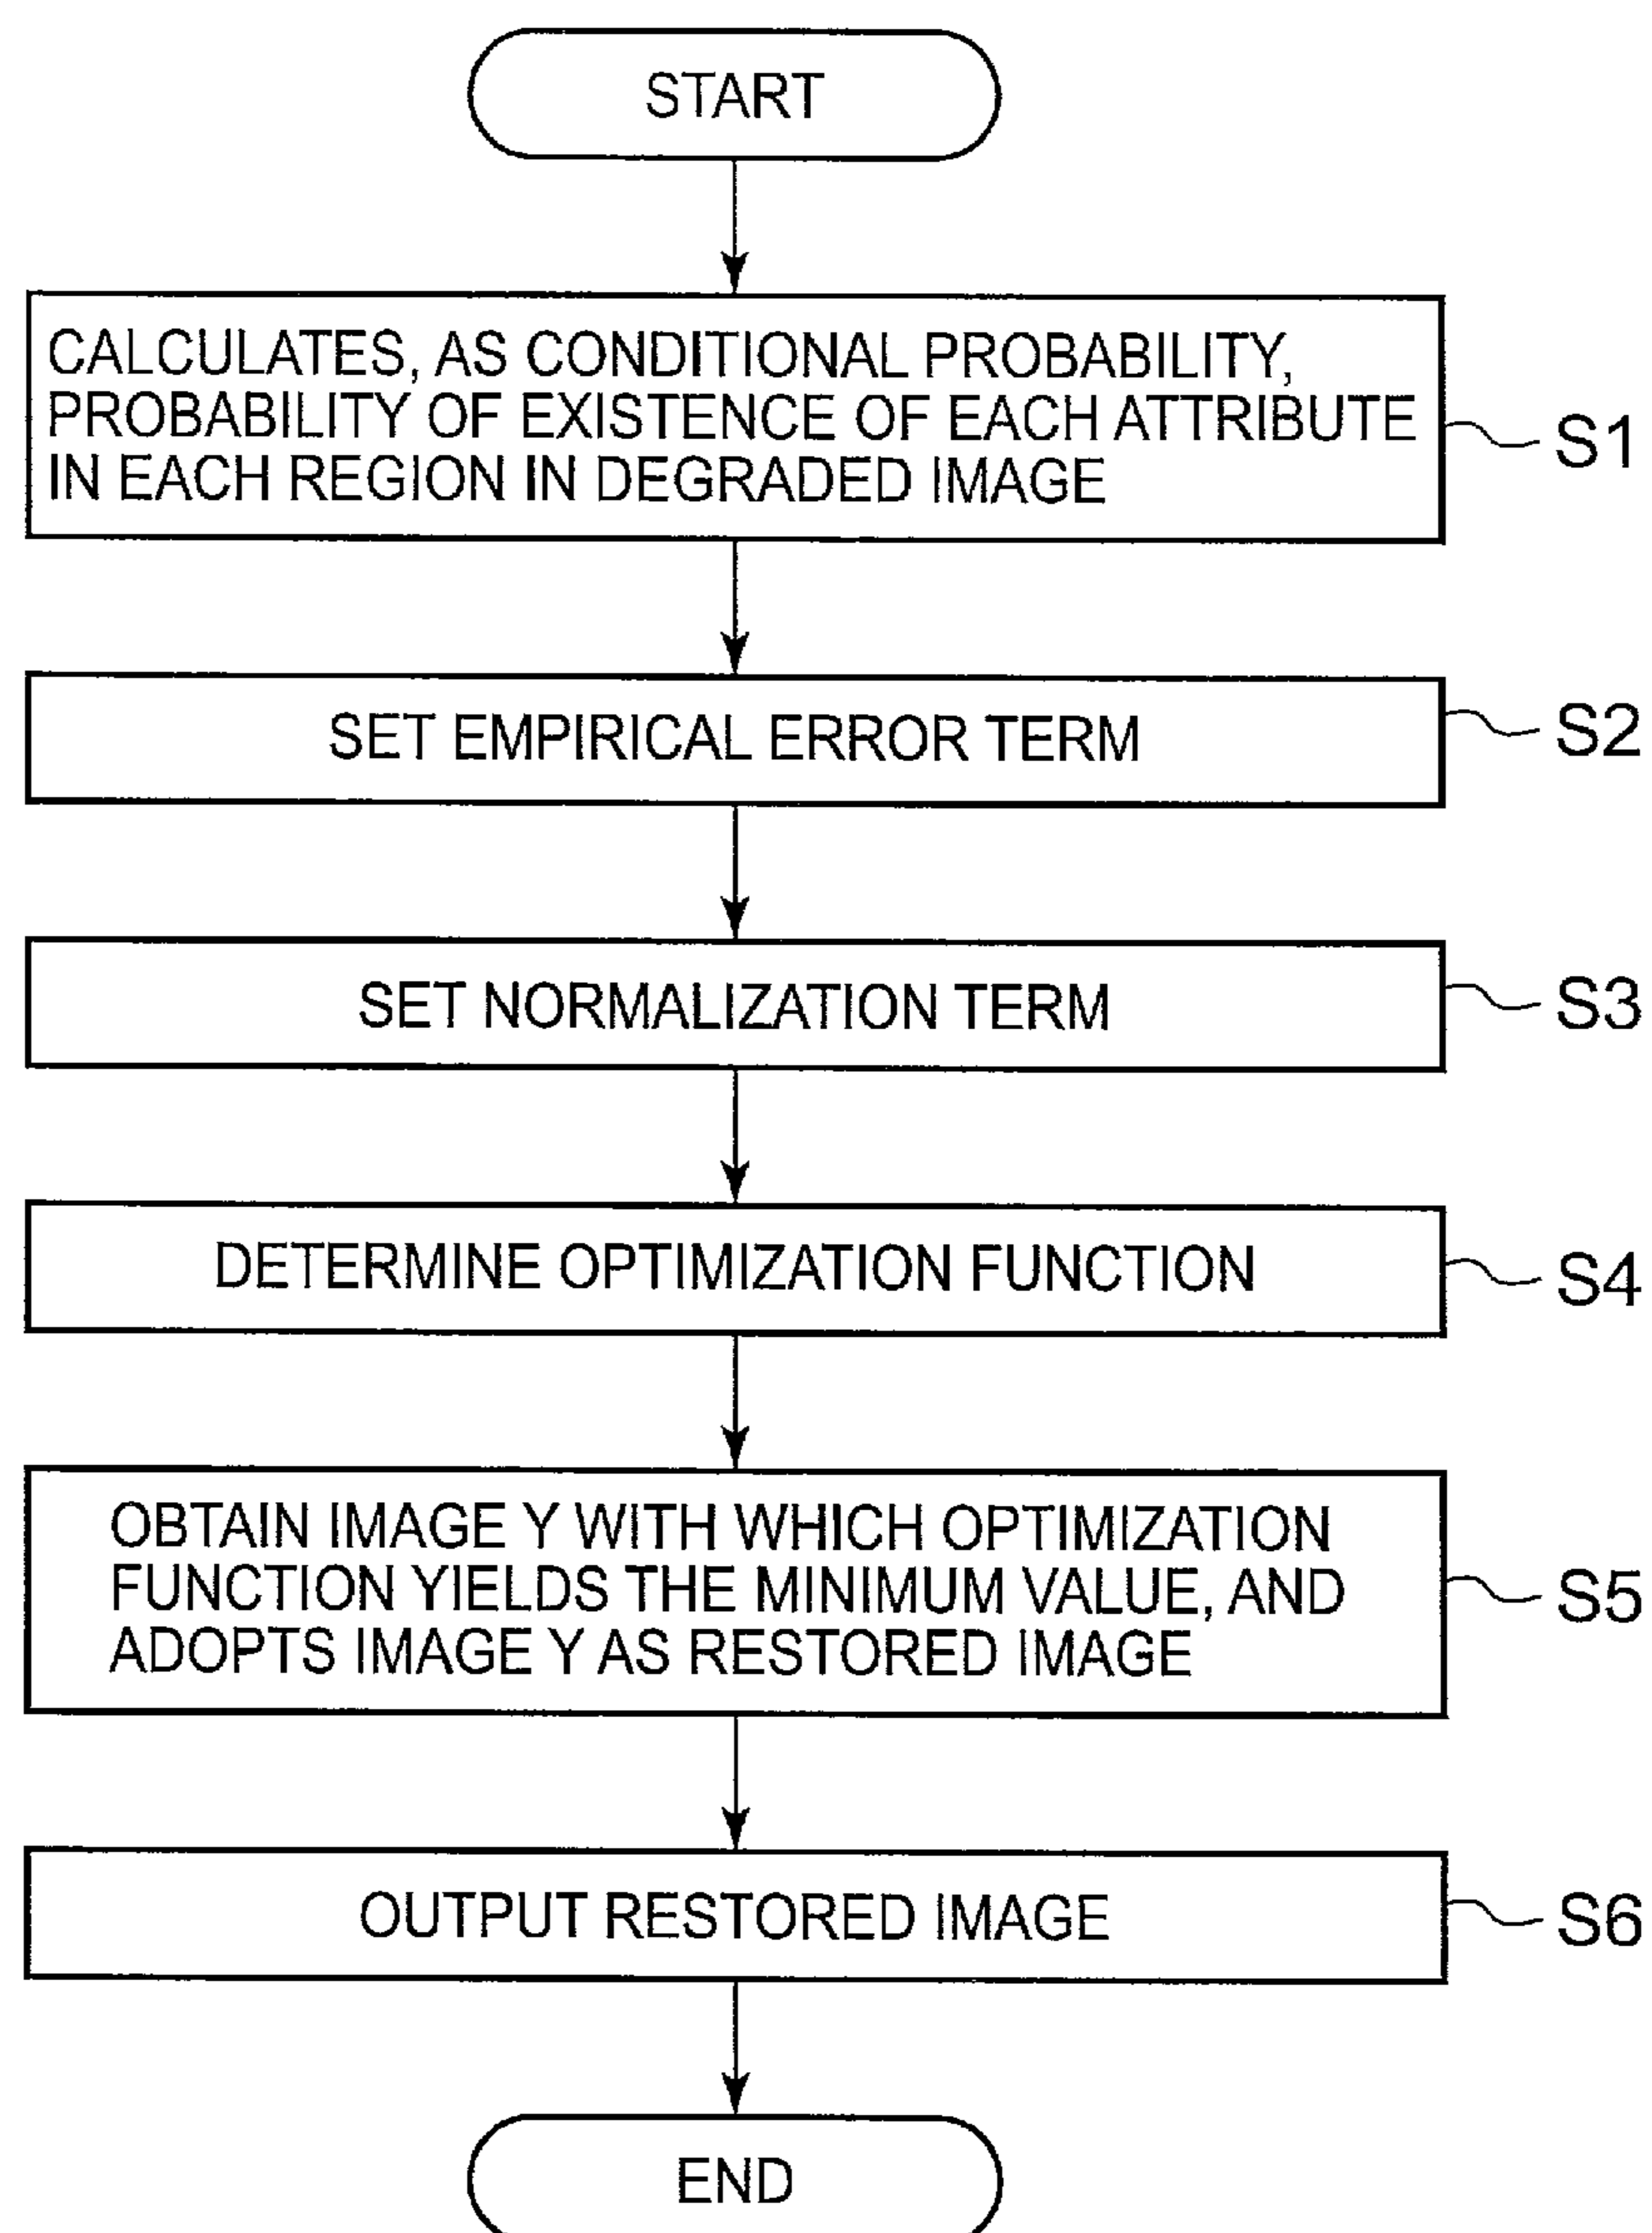 START
CALCULATES, AS CONDITIONAL PROBABILITY,
PROBABILITY OF EXISTENCE OF EACH ATTRIBUTE
IN EACH REGION IN DEGRADED IMAGE
S1
SET EMPIRICAL ERROR TERM
S2
SET NORMALIZATION TERM
S3
DETERMINE OPTIMIZATION FUNCTION
S4
OBTAIN IMAGE Y WITH WHICH OPTIMIZATION
FUNCTION YIELDS THE MINIMUM VALUE, AND
ADOPTS IMAGE Y AS RESTORED IMAGE
S5
OUTPUT RESTORED IMAGE
S6
END